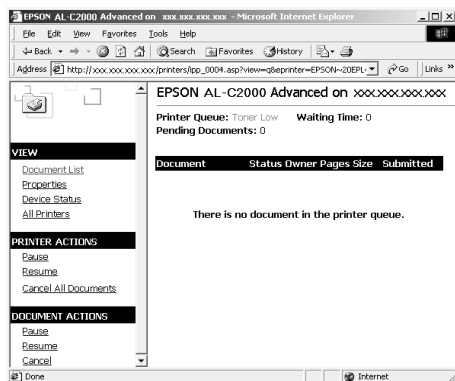 EPSON AL-C2000 Advanced on xxx.xxx.xxx.xxx - Microsoft Internet Explorer
File Edit View Favorites Tools Help
Back Search Favorites History
Address http://xxx.xxx.xxx.xxx/printers/ipp_0004.asp?view=q&eprinter=EPSON~20EPL- Go Links »
EPSON AL-C2000 Advanced on xxx.xxx.xxx.xxx
Printer Queue: Toner Low Waiting Time: 0
Pending Documents: 0
VIEW
Document List
Properties
Device Status
All Printers
PRINTER ACTIONS
Pause
Resume
Cancel All Documents
DOCUMENT ACTIONS
Pause
Resume
Cancel
Document Status Owner Pages Size Submitted
There is no document in the printer queue.
Done Internet